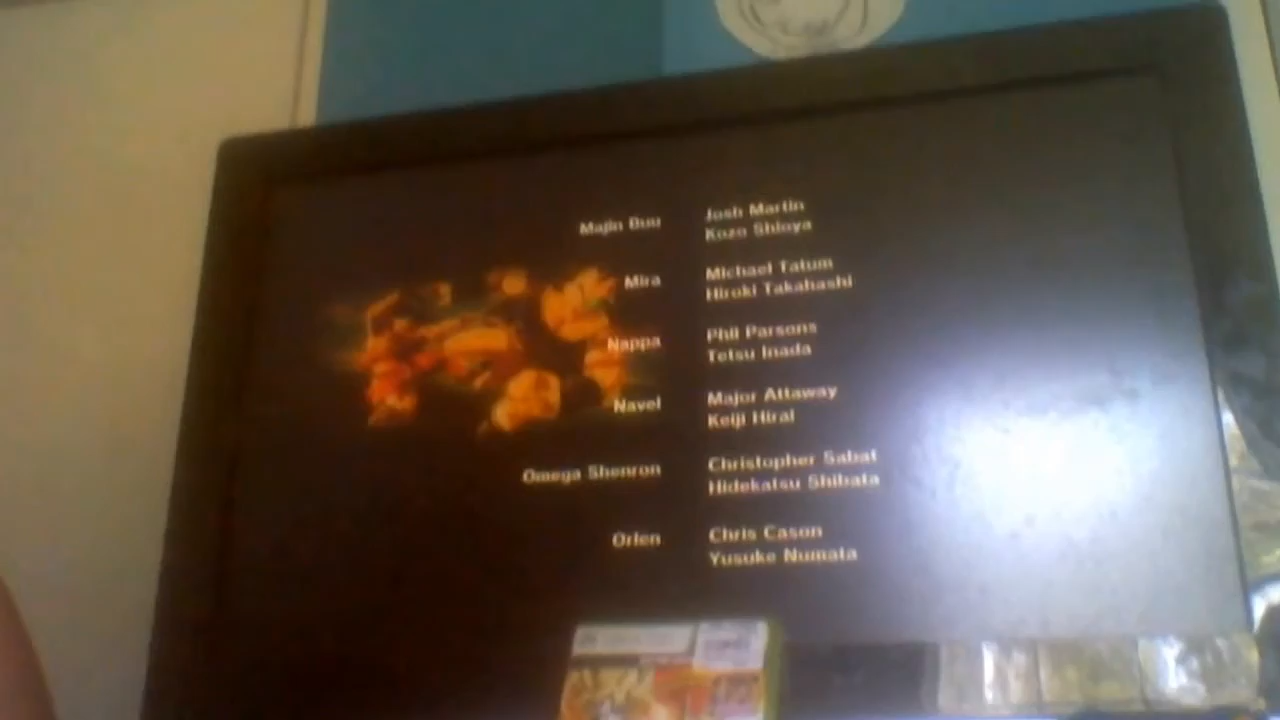 Majin Buu Josh Martin
Kozo Shioya
Mira Michael Tatum
Hiroki Takahashi
Nappa Phil Parsons
Tetsu Inada
Navel Major Attaway
Keiji Hirai
Omega Shenron Christopher Sabat
Hidekatsu Shibata
Orlen Chris Cason
Yusuke Numata